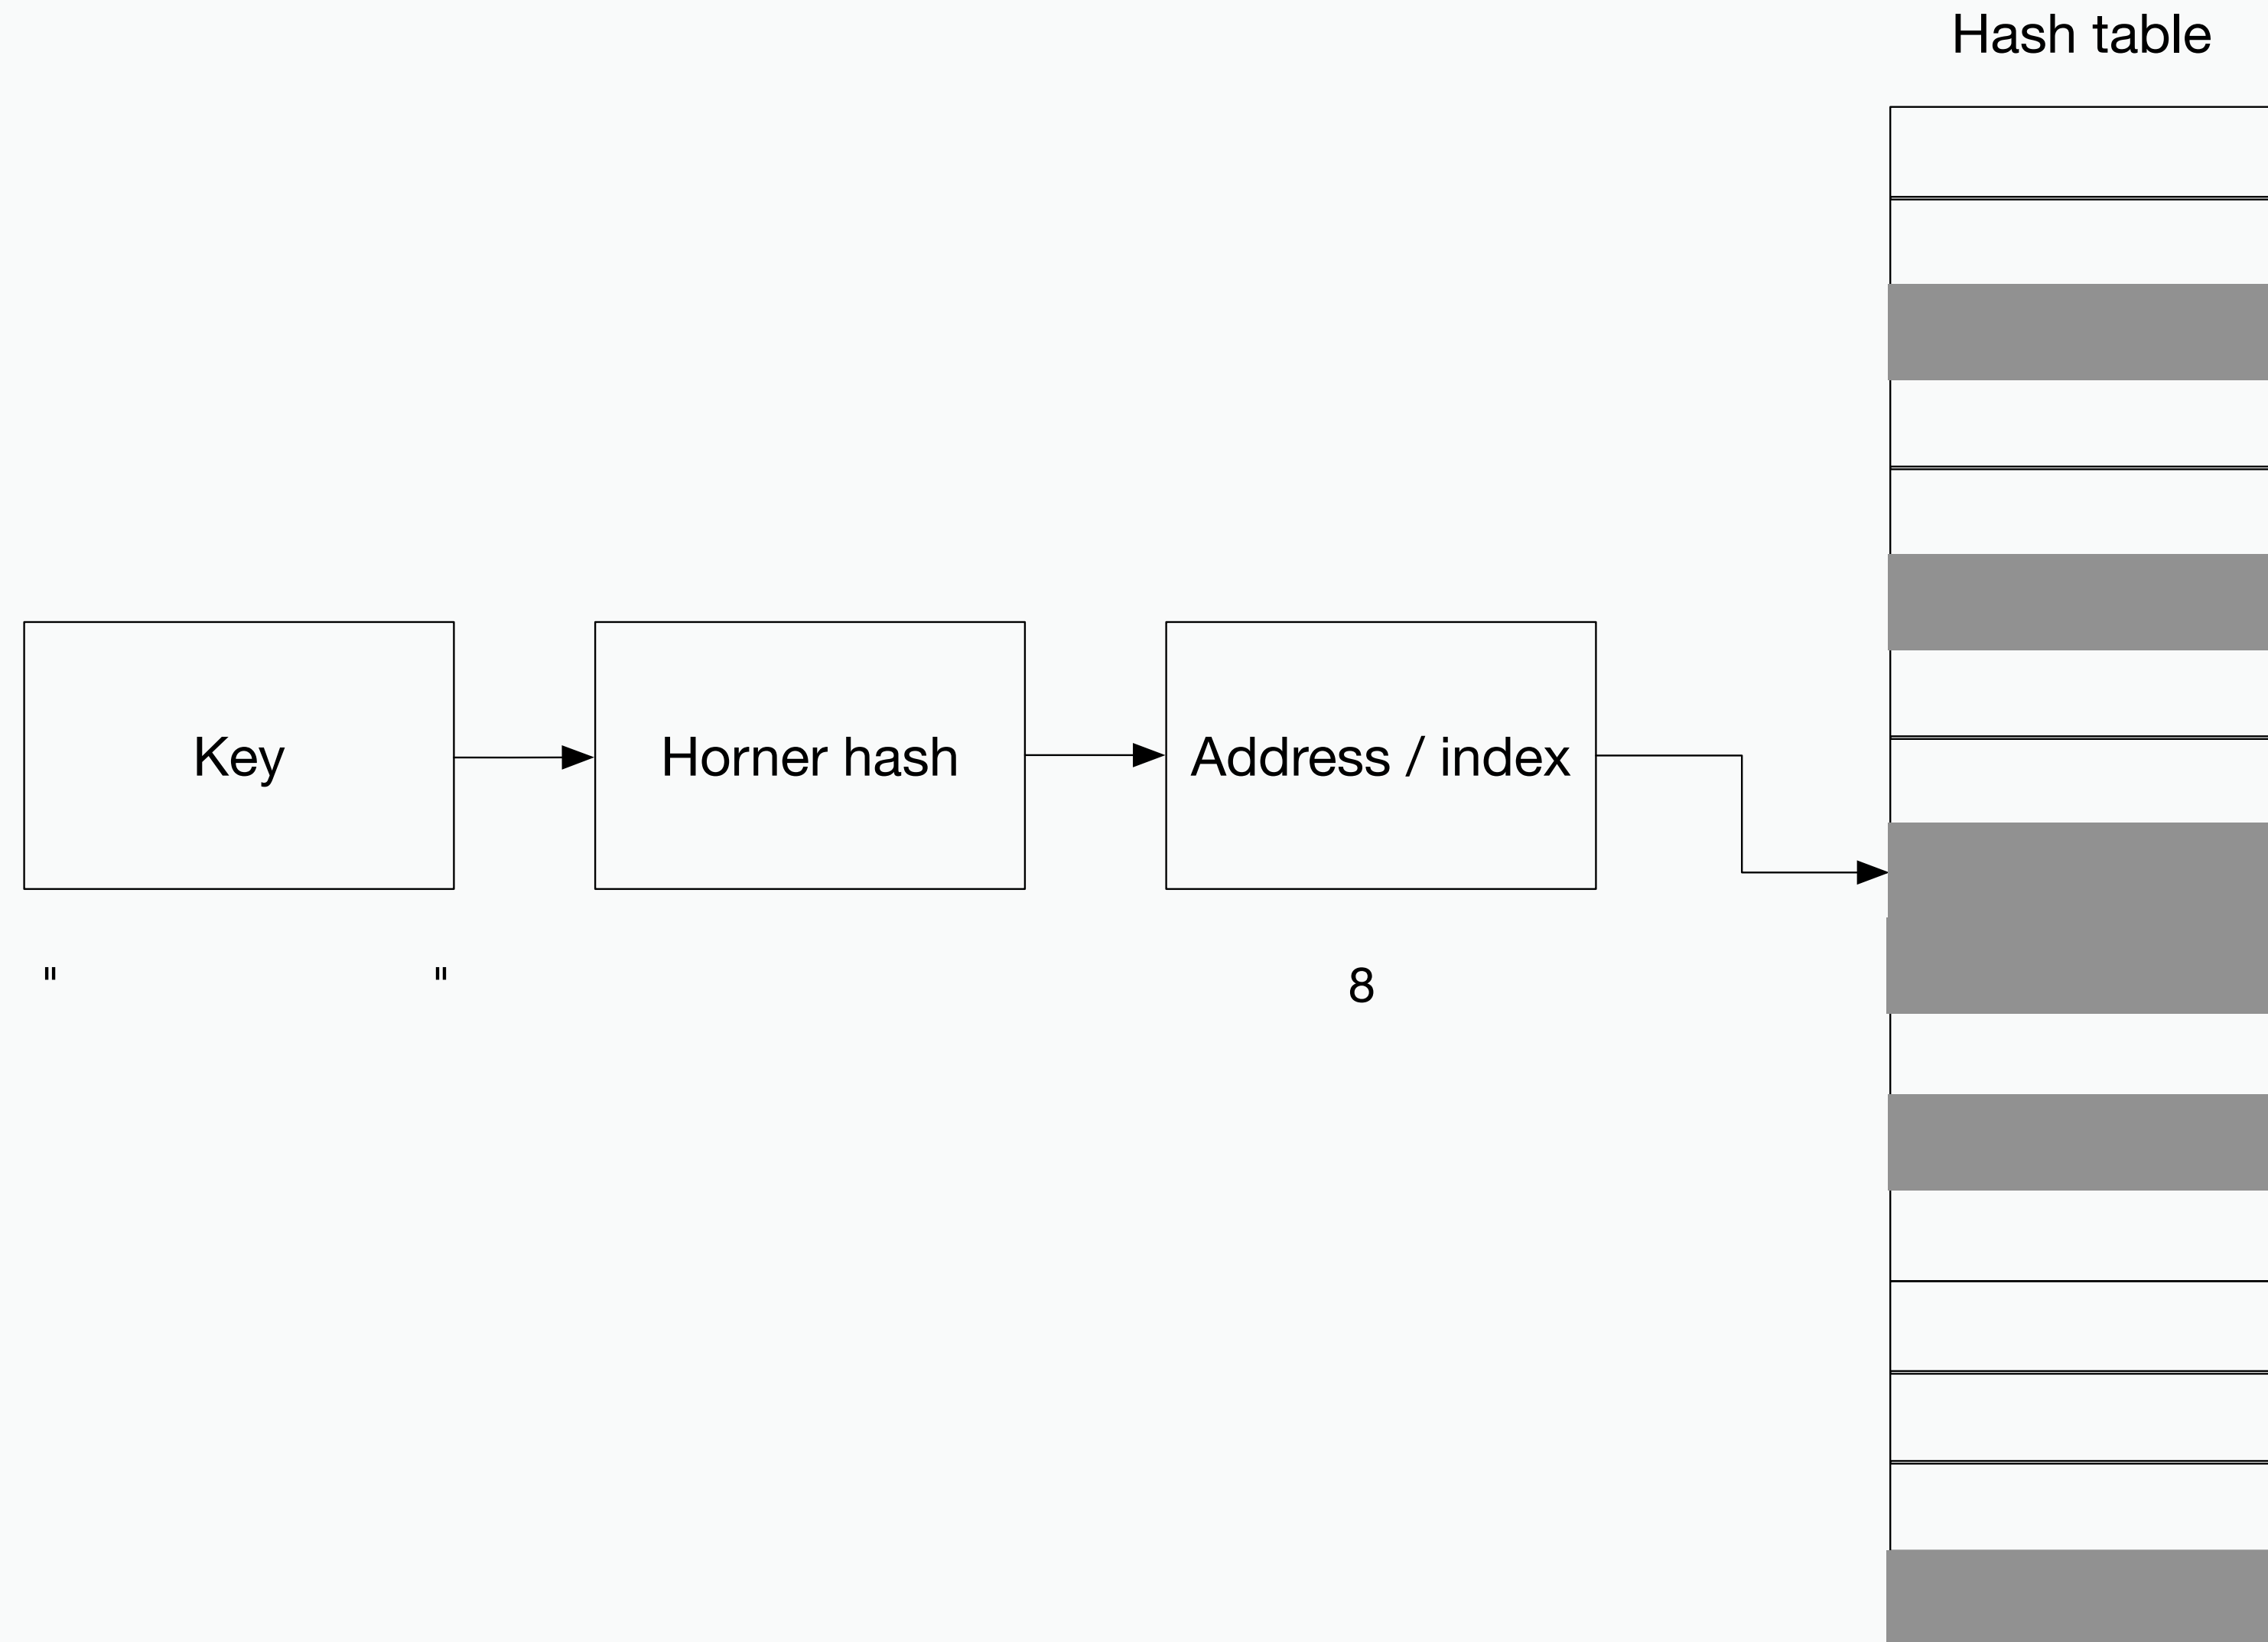 Hash table
Key
Horner hash
Address / index
" "
8